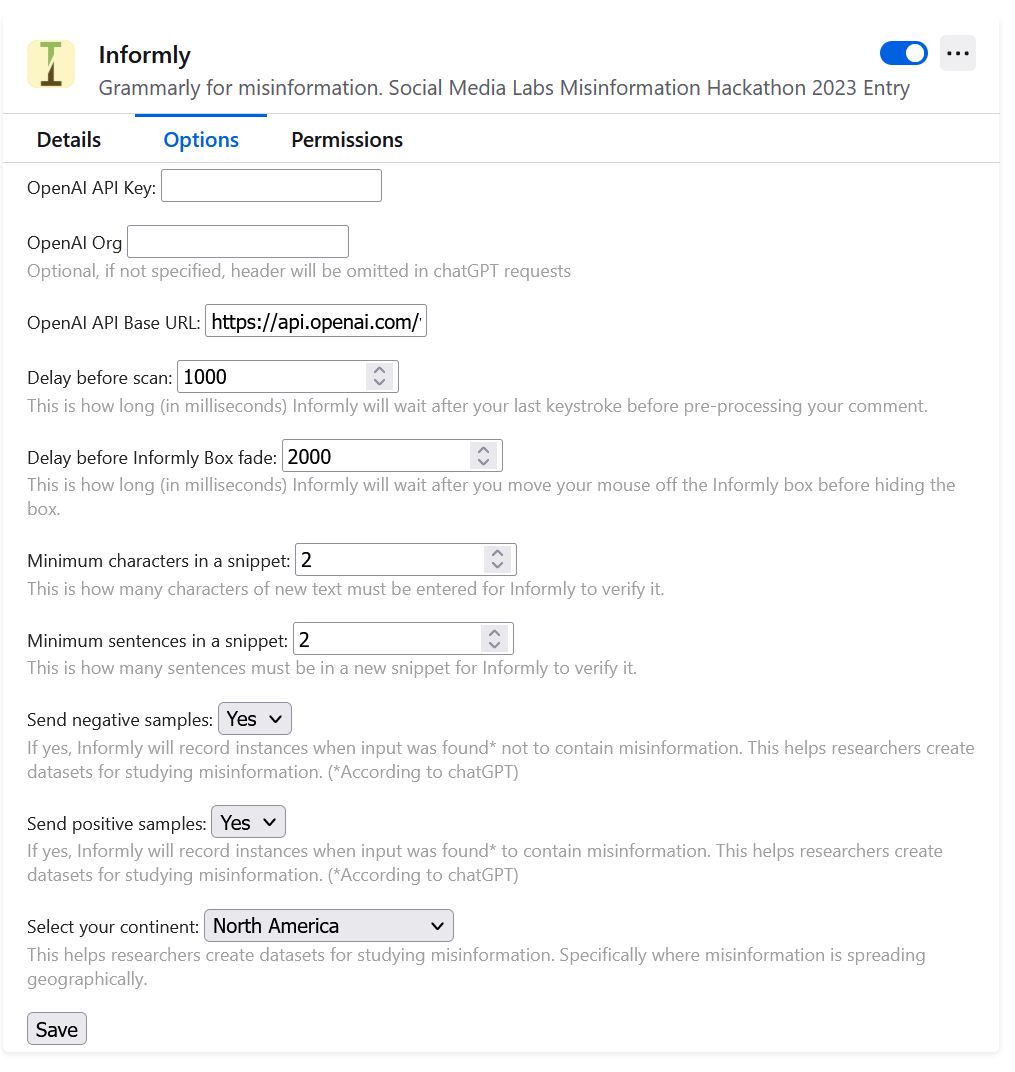 Informly
Grammarly for misinformation. Social Media Labs Misinformation Hackathon 2023 Entry
Details Options Permissions
OpenAI API Key:
OpenAI Org
Optional, if not specified, header will be omitted in chatGPT requests
OpenAI API Base URL: https://api.openai.com/
Delay before scan: 1000
This is how long (in milliseconds) Informly will wait after your last keystroke before pre-processing your comment.
Delay before Informly Box fade: 2000
This is how long (in milliseconds) Informly will wait after you move your mouse off the Informly box before hiding the
box.
Minimum characters in a snippet: 2
This is how many characters of new text must be entered for Informly to verify it.
Minimum sentences in a snippet: 2
This is how many sentences must be in a new snippet for Informly to verify it.
Send negative samples: Yes
If yes, Informly will record instances when input was found* not to contain misinformation. This helps researchers create
datasets for studying misinformation. (*According to chatGPT)
Send positive samples: Yes
If yes, Informly will record instances when input was found* to contain misinformation. This helps researchers create
datasets for studying misinformation. (*According to chatGPT)
Select your continent: North America
This helps researchers create datasets for studying misinformation. Specifically where misinformation is spreading
geographically.
Save